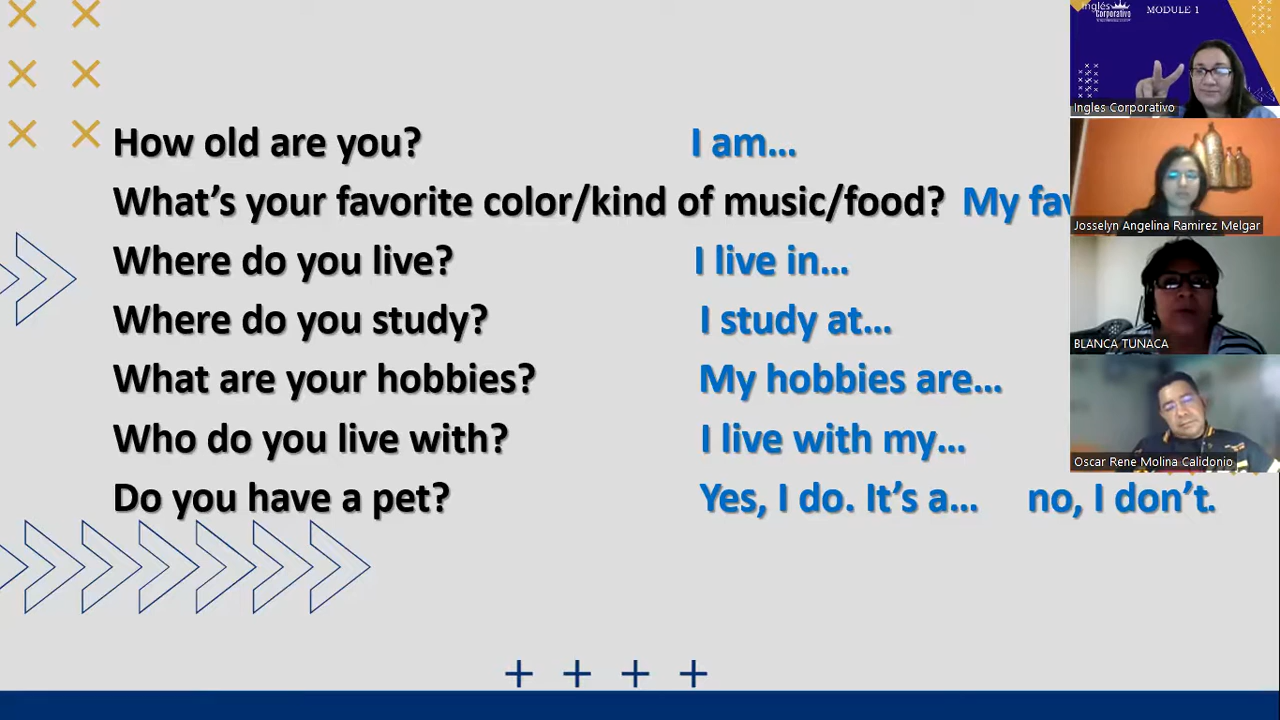 Inglés
Corporativo
MODULE 1
Ingles Corporativo
How old are you? I am...
What's your favorite color/kind of music/food? My fav
Josselyn Angelina Ramirez Melgar
Where do you live? I live in...
Where do you study? I study at...
BLANCA TUNACA
What are your hobbies? My hobbies are...
Who do you live with? I live with my...
Oscar Rene Molina Calidonio
Do you have a pet? Yes, I do. It's a... no, I don't.